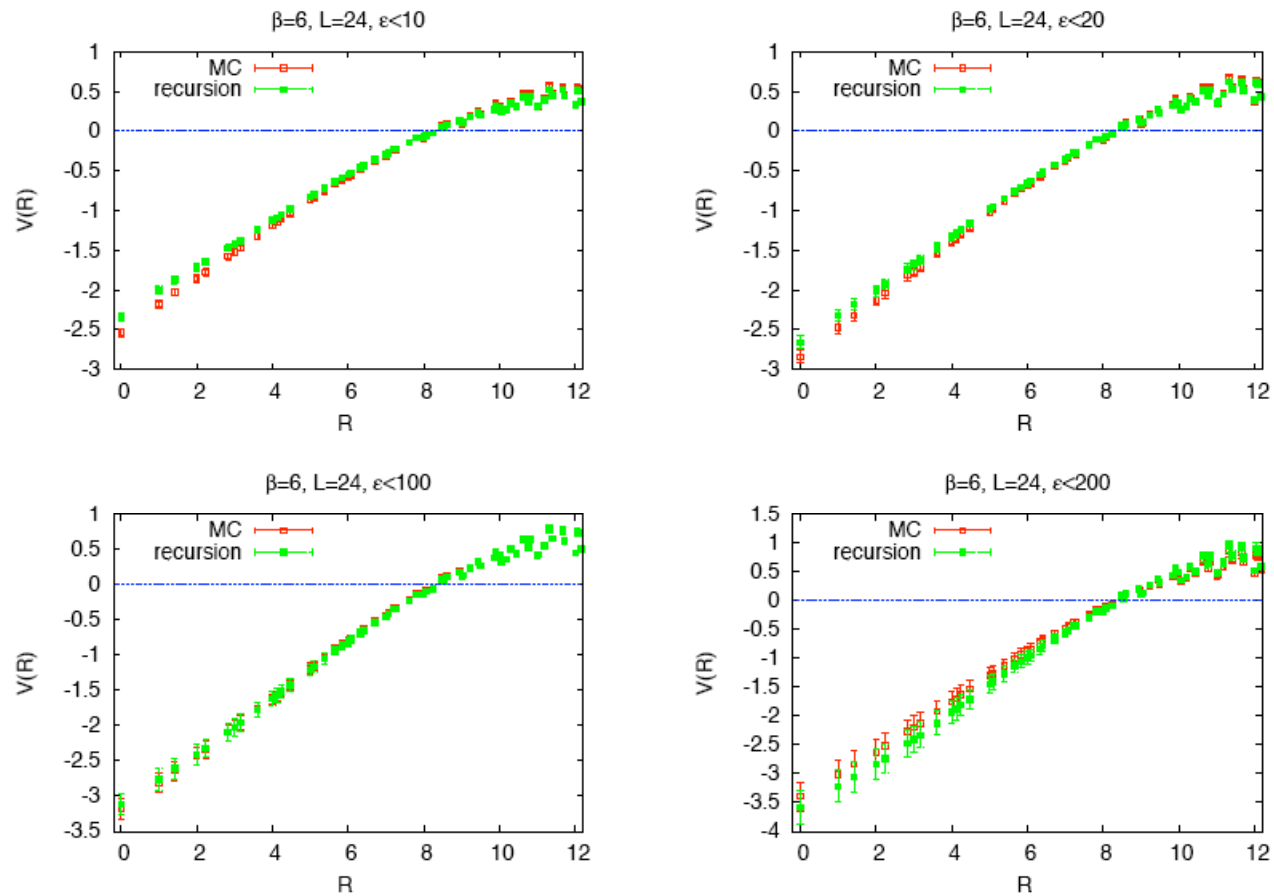 β=6, L=24, ε<10
V(R)
1
0.5
0
-0.5
-1
-1.5
-2
-2.5
-3
MC
recursion
0 2 4 6 8 10 12
R
β=6, L=24, ε<20
V(R)
1
0.5
0
-0.5
-1
-1.5
-2
-2.5
-3
MC
recursion
0 2 4 6 8 10 12
R
β=6, L=24, ε<100
V(R)
1
0.5
0
-0.5
-1
-1.5
-2
-2.5
-3
-3.5
MC
recursion
0 2 4 6 8 10 12
R
β=6, L=24, ε<200
V(R)
1.5
1
0.5
0
-0.5
-1
-1.5
-2
-2.5
-3
-3.5
-4
MC
recursion
0 2 4 6 8 10 12
R